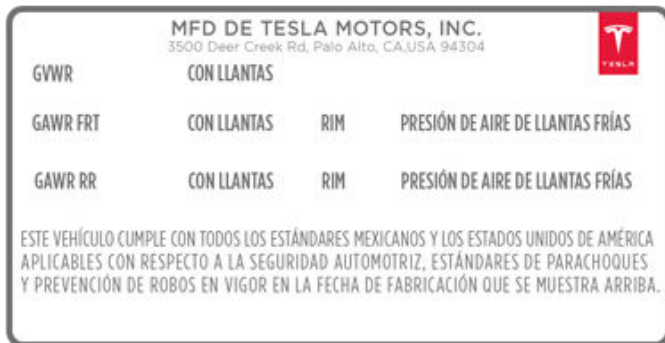 MFD DE TESLA MOTORS, INC.
3500 Deer Creek Rd, Palo Alto, CA,USA 94304
TESLA
GVWR CON LLANTAS
GAWR FRT CON LLANTAS RIM PRESIÓN DE AIRE DE LLANTAS FRÍAS
GAWR RR CON LLANTAS RIM PRESIÓN DE AIRE DE LLANTAS FRÍAS
ESTE VEHÍCULO CUMPLE CON TODOS LOS ESTÁNDARES MEXICANOS Y LOS ESTADOS UNIDOS DE AMÉRICA
APLICABLES CON RESPECTO A LA SEGURIDAD AUTOMOTRIZ, ESTÁNDARES DE PARACHOQUES
Y PREVENCIÓN DE ROBOS EN VIGOR EN LA FECHA DE FABRICACIÓN QUE SE MUESTRA ARRIBA.